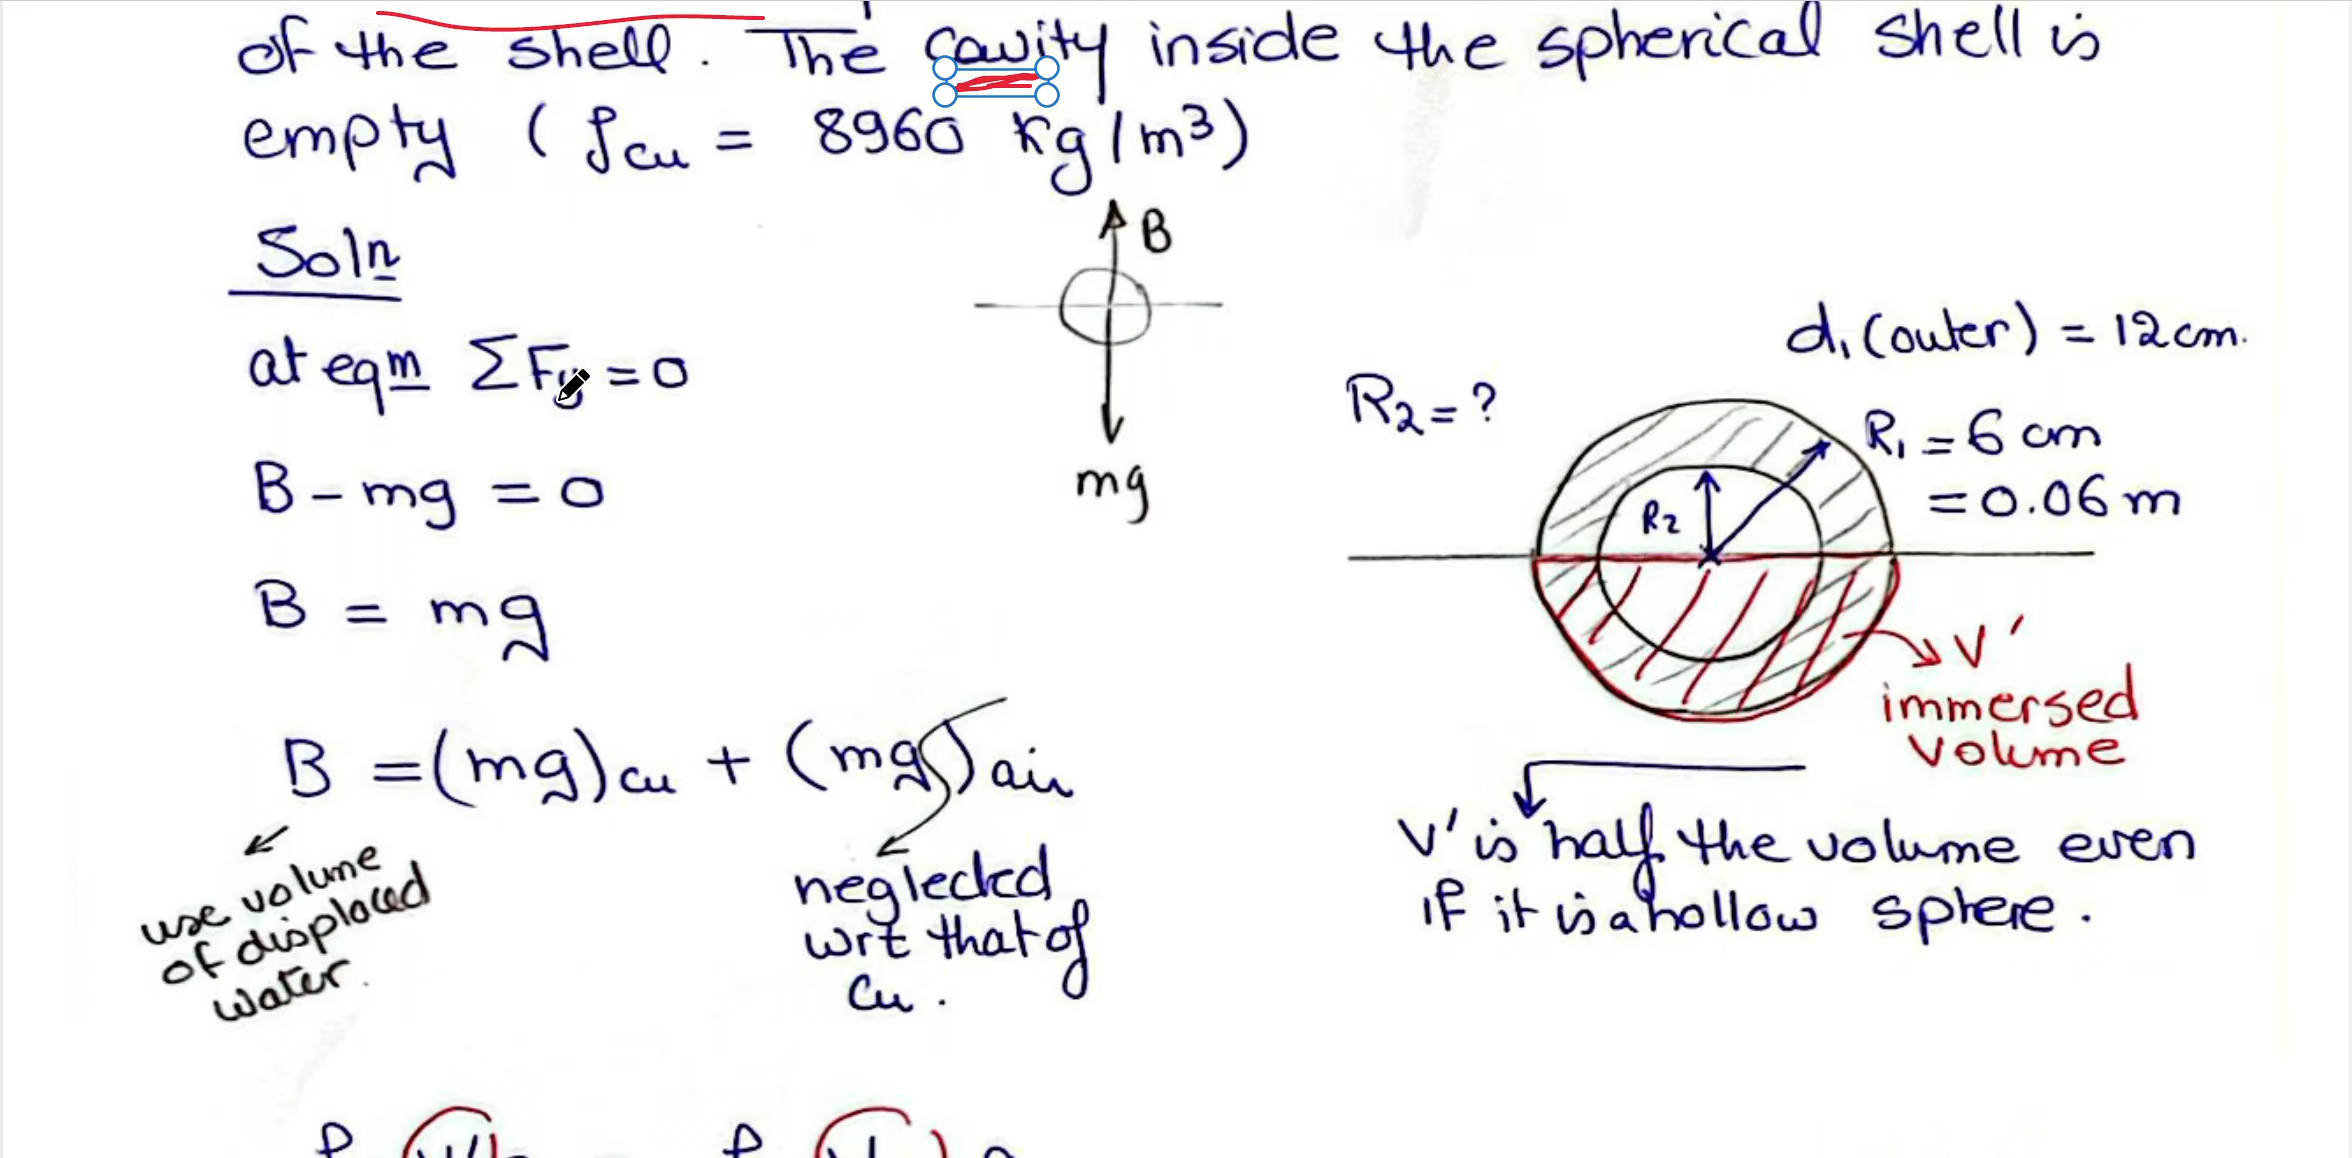 of the shell. The cavity inside the spherical shell is
empty (ρcu = 8960 kg/m³)
Soln
at eqm ΣFy = 0
B - mg = 0
B = mg
B = (mg)cu + (mg)air
use volume
of displaced
water.
neglected
wrt that of
Cu.
B
mg
d₁(outer) = 12cm.
R₂ = ?
R₁ = 6 cm
= 0.06 m
R₂
V'
immersed
volume
V' is half the volume even
if it is a hollow sphere.